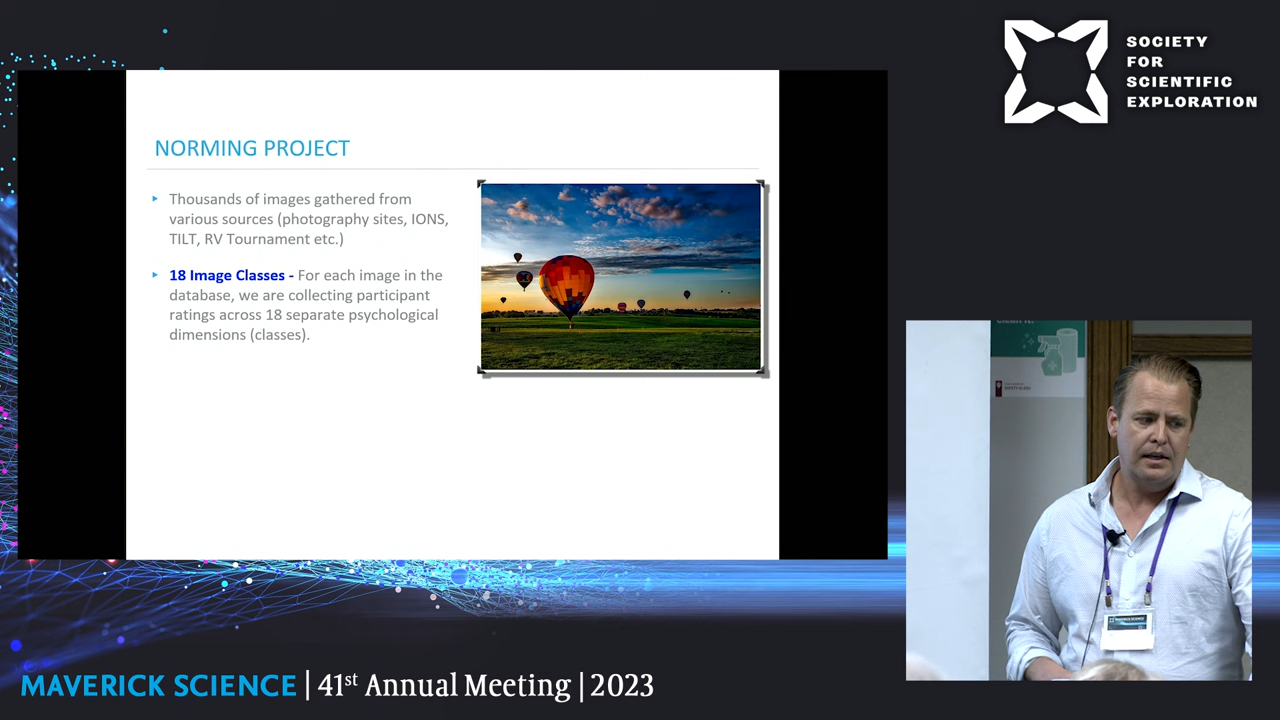 SOCIETY
FOR
SCIENTIFIC
EXPLORATION
NORMING PROJECT
Thousands of images gathered from
various sources (photography sites, IONS,
TILT, RV Tournament etc.)
18 Image Classes - For each image in the
database, we are collecting participant
ratings across 18 separate psychological
dimensions (classes).
MAVERICK SCIENCE
MAVERICK SCIENCE | 41st Annual Meeting | 2023